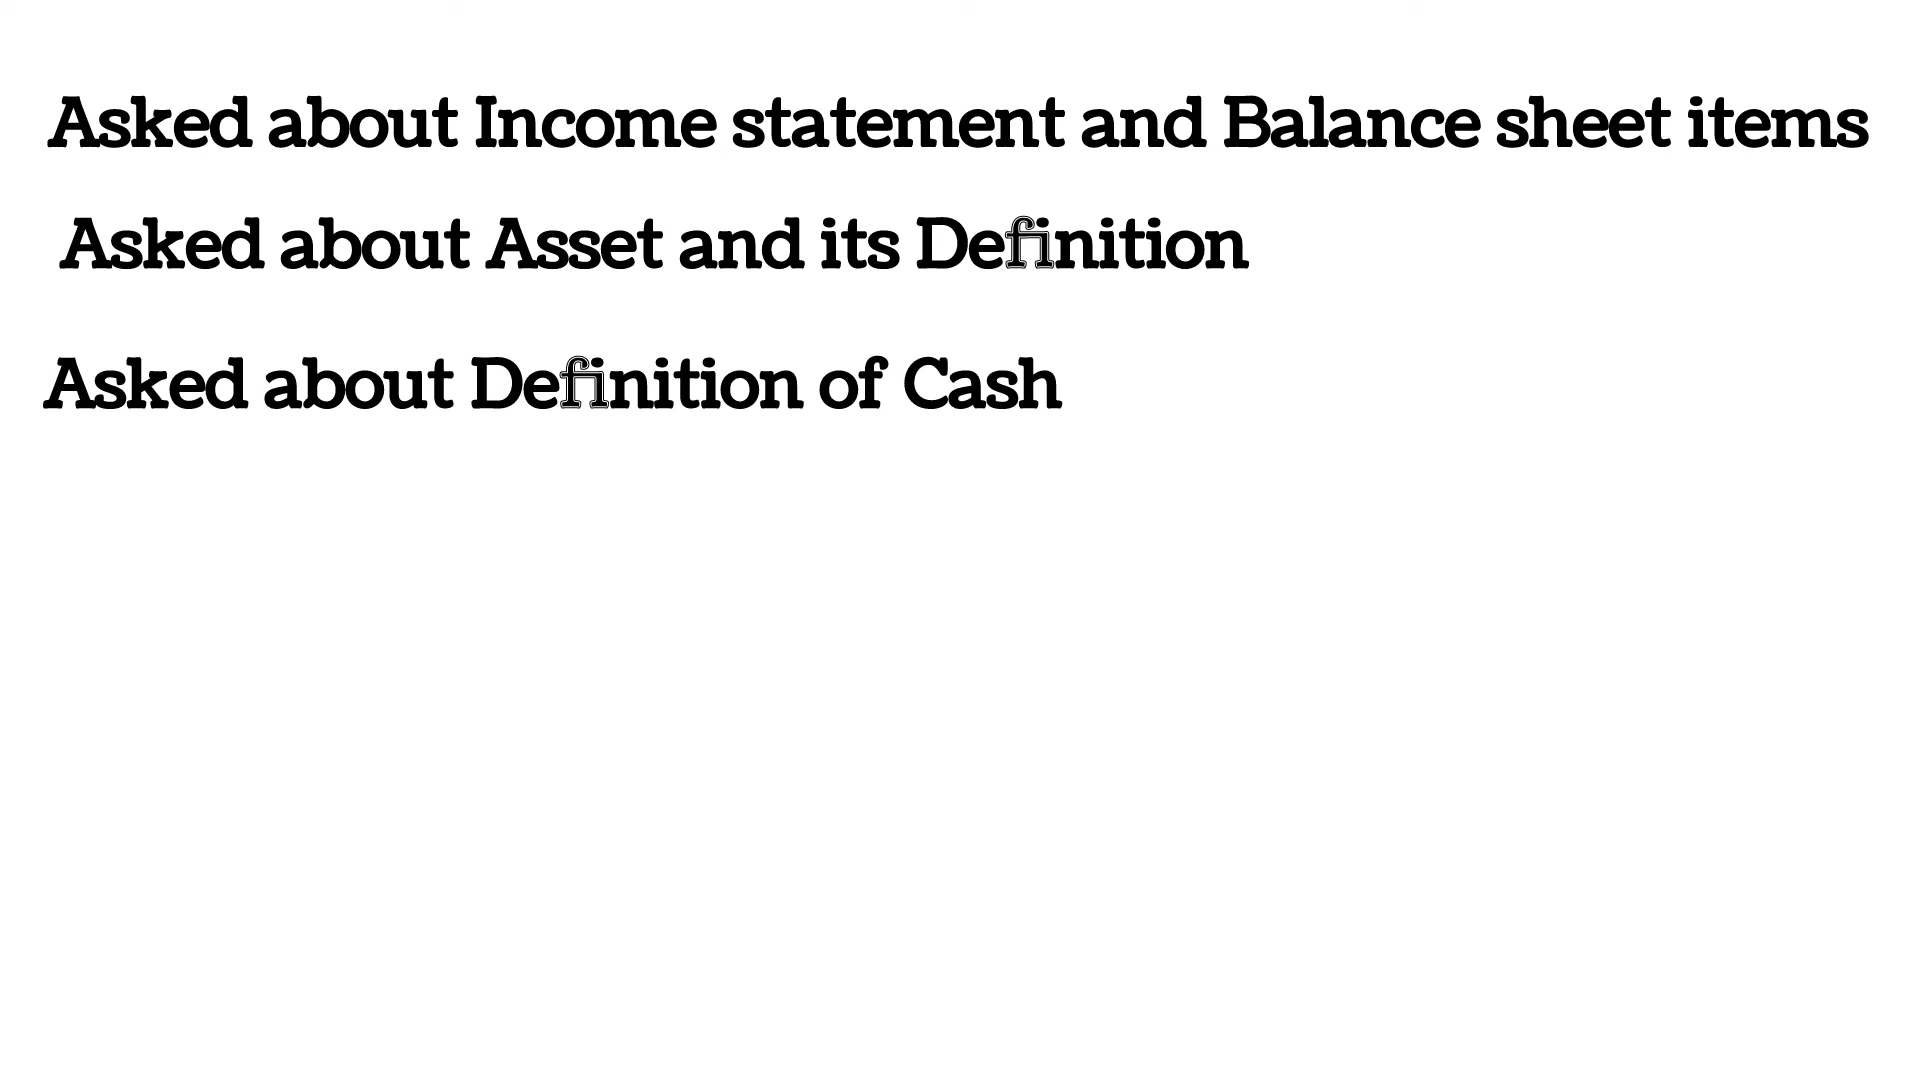 Asked about Income statement and Balance sheet items
Asked about Asset and its Definition
Asked about Definition of Cash